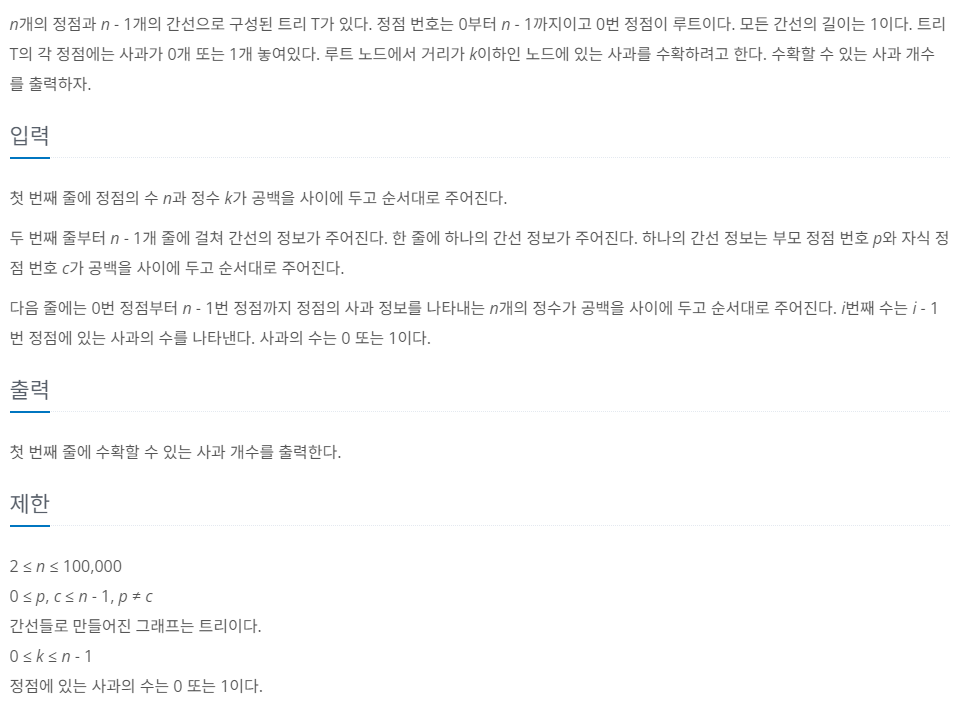 n개의 정점과 n - 1개의 간선으로 구성된 트리 T가 있다. 정점 번호는 0부터 n - 1까지이고 0번 정점이 루트이다. 모든 간선의 길이는 1이다. 트리
T의 각 정점에는 사과가 0개 또는 1개 놓여있다. 루트 노드에서 거리가 k이하인 노드에 있는 사과를 수확하려고 한다. 수확할 수 있는 사과 개수
를 출력하자.
입력
첫 번째 줄에 정점의 수 n과 정수 k가 공백을 사이에 두고 순서대로 주어진다.
두 번째 줄부터 n - 1개 줄에 걸쳐 간선의 정보가 주어진다. 한 줄에 하나의 간선 정보가 주어진다. 하나의 간선 정보는 부모 정점 번호 p와 자식 정
점 번호 c가 공백을 사이에 두고 순서대로 주어진다.
다음 줄에는 0번 정점부터 n - 1번 정점까지 정점의 사과 정보를 나타내는 n개의 정수가 공백을 사이에 두고 순서대로 주어진다. i번째 수는 i - 1
번 정점에 있는 사과의 수를 나타낸다. 사과의 수는 0 또는 1이다.
출력
첫 번째 줄에 수확할 수 있는 사과 개수를 출력한다.
제한
2 ≤ n ≤ 100,000
0 ≤ p, c ≤ n - 1, p ≠ c
간선들로 만들어진 그래프는 트리이다.
0 ≤ k ≤ n - 1
정점에 있는 사과의 수는 0 또는 1이다.